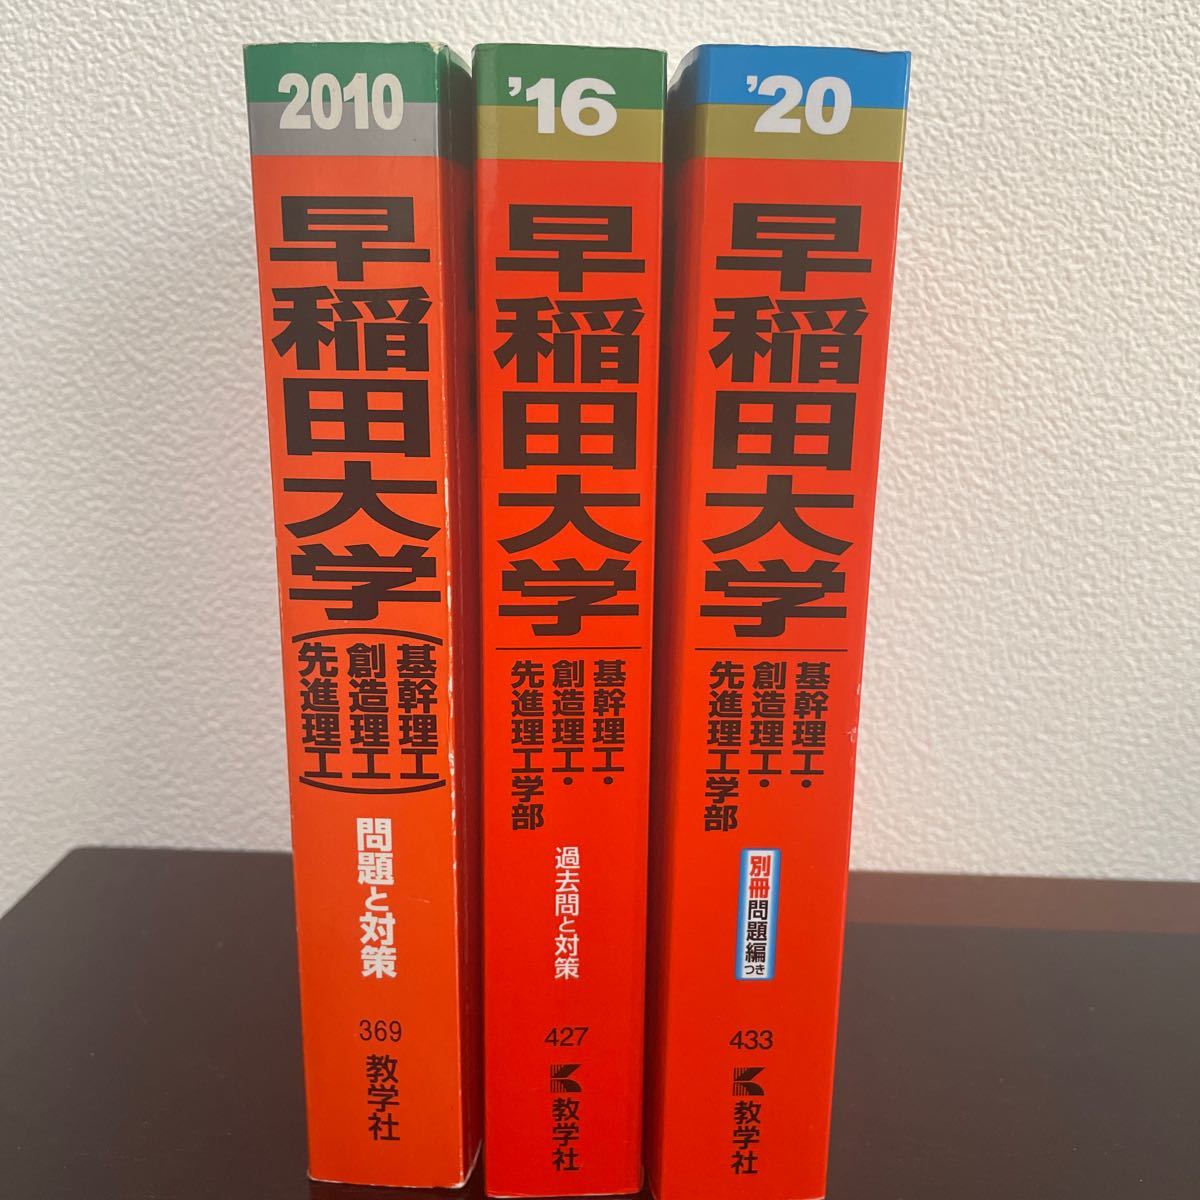 2010
早稲田大学
(基幹理工
創造理工
先進理工)
問題と対策
369
教学社
'16
早稲田大学
基幹理工・
創造理工・
先進理工学部
過去問と対策
427
教学社
'20
早稲田大学
基幹理工・
創造理工・
先進理工学部
別冊問題編つき
433
教学社